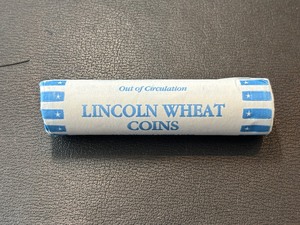 Out of Circulation
LINCOLN WHEAT
COINS